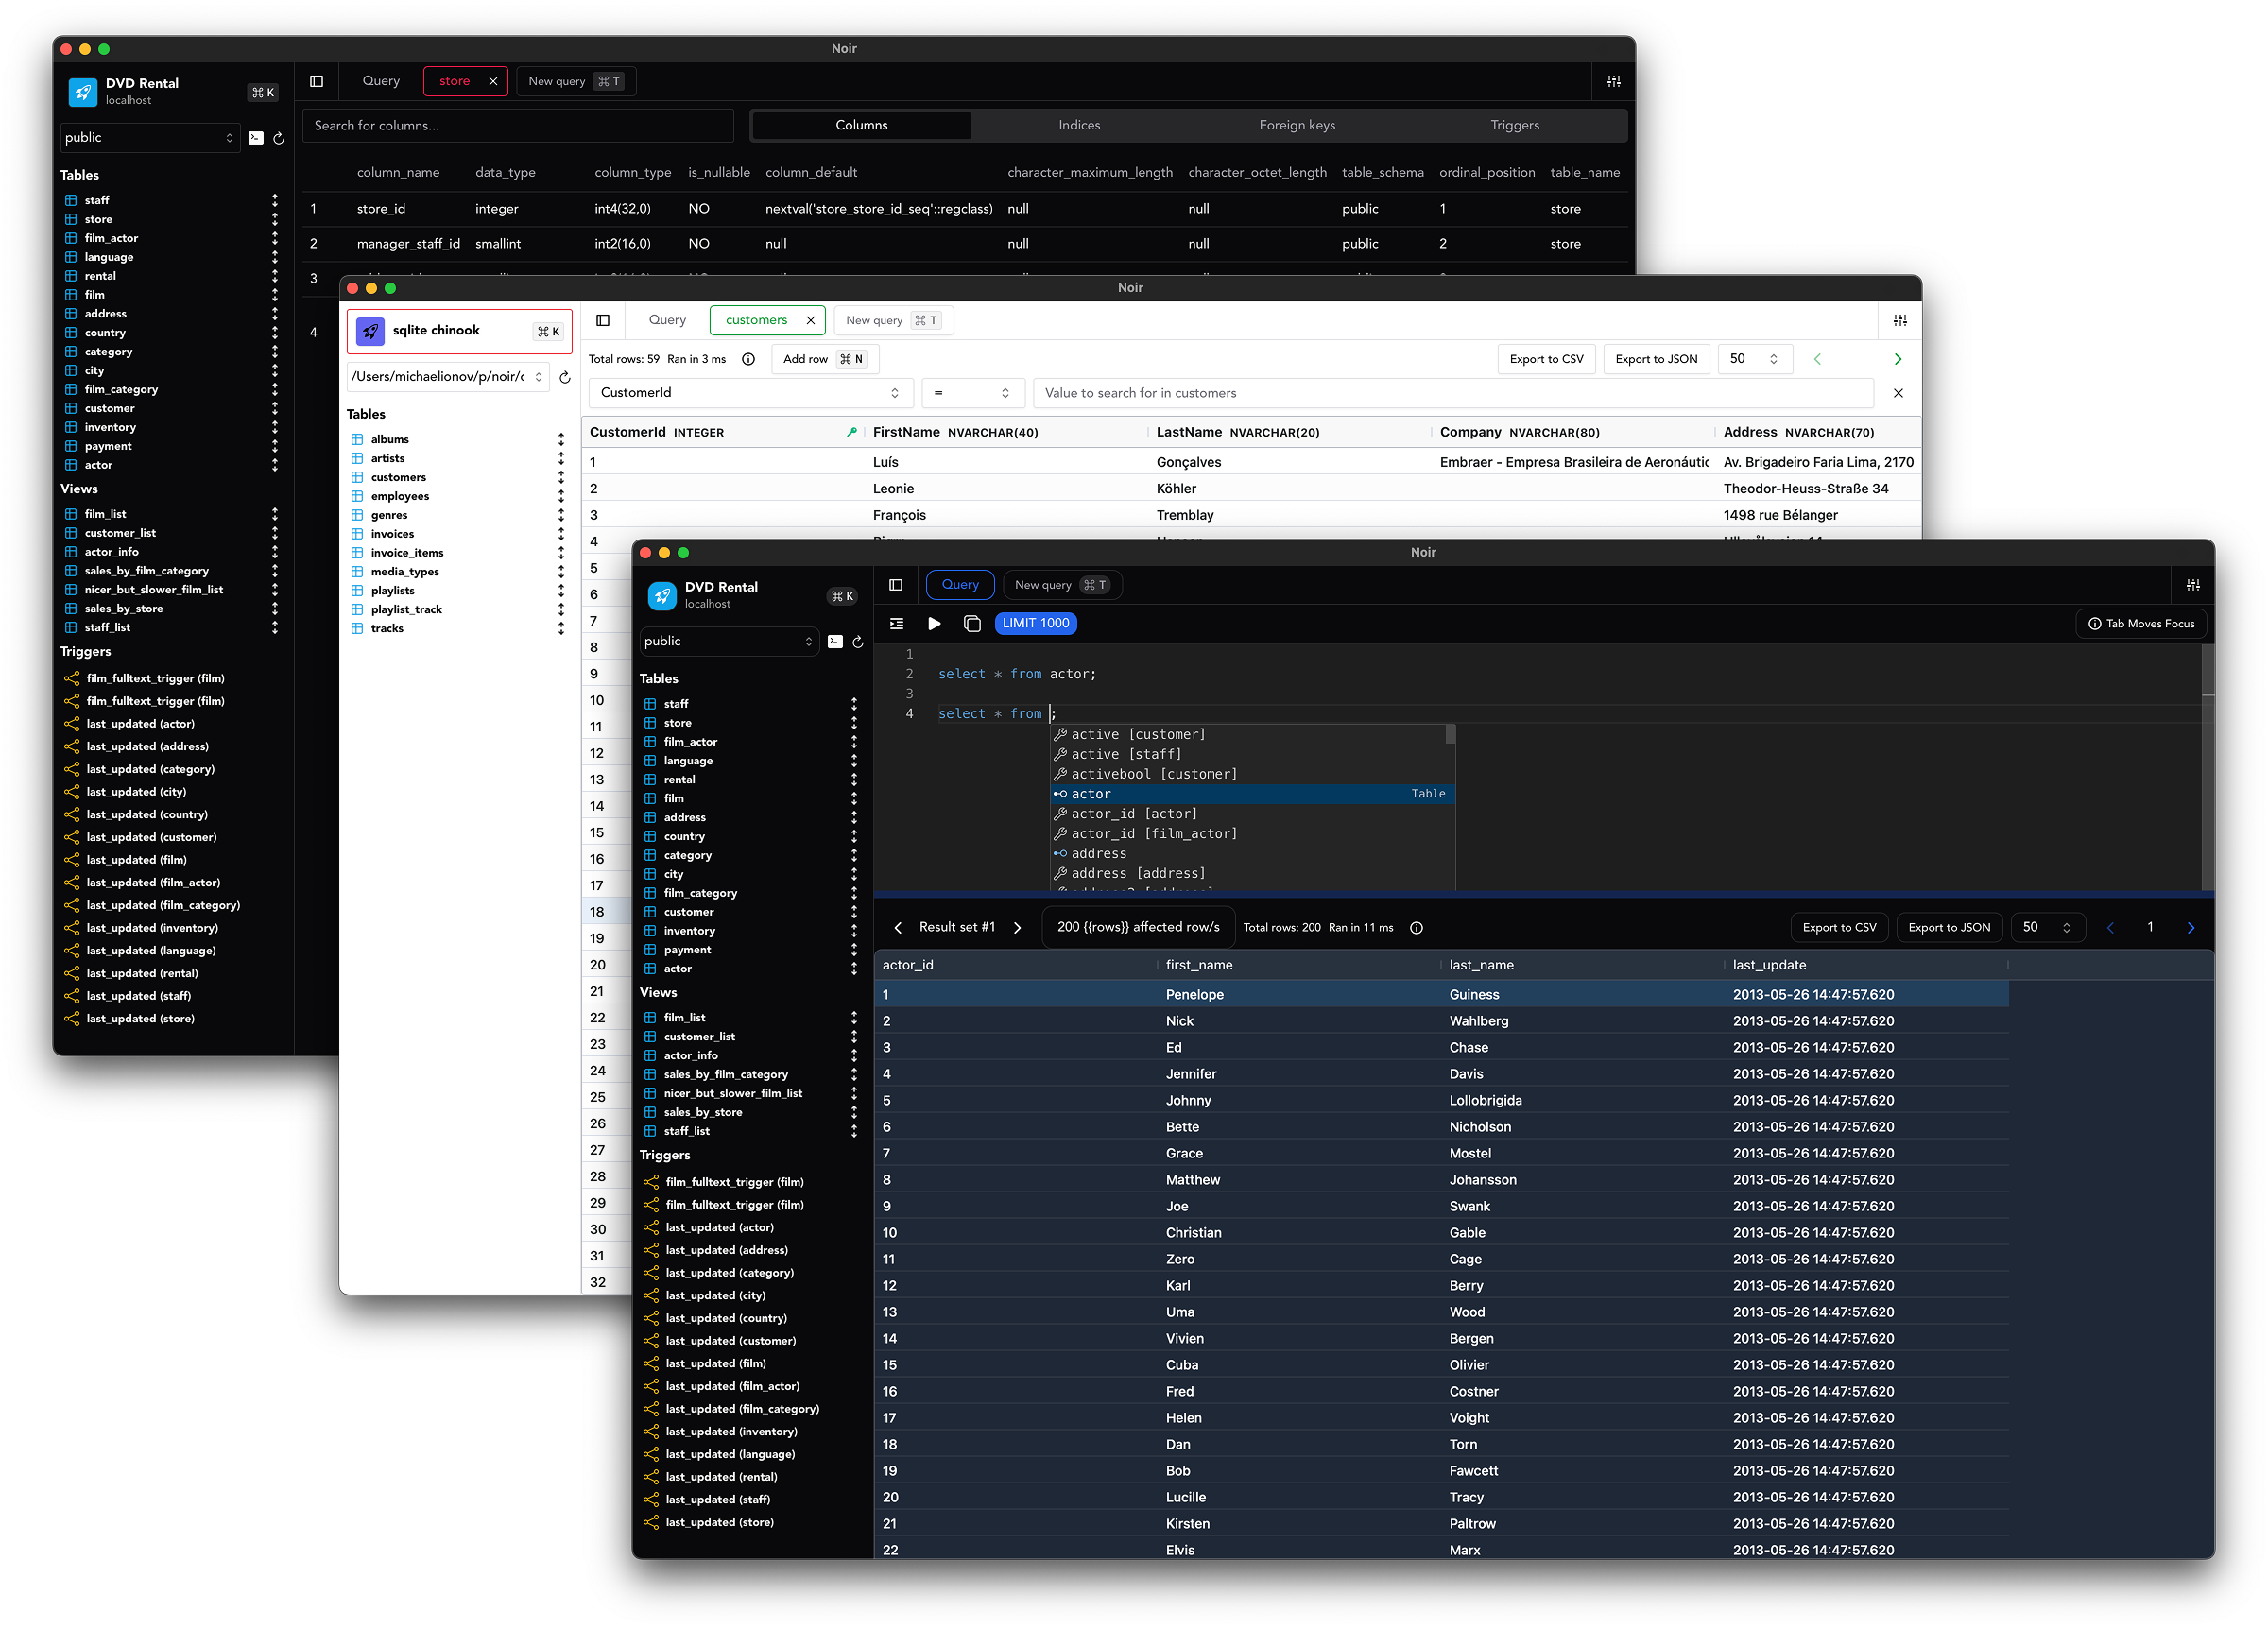 Noir
DVD Rental
localhost
⌘ K
Query
store
New query ⌘ T
public
Search for columns...
Columns
Indices
Foreign keys
Triggers
column_name data_type column_type is_nullable column_default character_maximum_length character_octet_length table_schema ordinal_position table_name
1 store_id integer int4(32,0) NO nextval('store_store_id_seq'::regclass) null null public 1 store
2 manager_staff_id smallint int2(16,0) NO null null null public 2 store
3
4
Tables
staff
store
film_actor
language
rental
film
address
country
category
city
film_category
customer
inventory
payment
actor
Views
film_list
customer_list
actor_info
sales_by_film_category
nicer_but_slower_film_list
sales_by_store
staff_list
Triggers
film_fulltext_trigger (film)
film_fulltext_trigger (film)
last_updated (actor)
last_updated (address)
last_updated (category)
last_updated (city)
last_updated (country)
last_updated (customer)
last_updated (film)
last_updated (film_actor)
last_updated (film_category)
last_updated (inventory)
last_updated (language)
last_updated (rental)
last_updated (staff)
last_updated (store)
Noir
sqlite chinook
⌘ K
Query
customers
New query ⌘ T
/Users/michaelionov/p/noir/c
Total rows: 59 Ran in 3 ms
Add row ⌘ N
Export to CSV
Export to JSON
50
CustomerId
=
Value to search for in customers
Tables
albums
artists
customers
employees
genres
invoices
invoice_items
media_types
playlists
playlist_track
tracks
CustomerId INTEGER FirstName NVARCHAR(40) LastName NVARCHAR(20) Company NVARCHAR(80) Address NVARCHAR(70)
1 Luís Gonçalves Embraer - Empresa Brasileira de Aeronáutic Av. Brigadeiro Faria Lima, 2170
2 Leonie Köhler Theodor-Heuss-Straße 34
3 François Tremblay 1498 rue Bélanger
4
5
6
7
8
9
10
11
12
13
14
15
16
17
18
19
20
21
22
23
24
25
26
27
28
29
30
31
32
Noir
DVD Rental
localhost
⌘ K
Query
New query ⌘ T
LIMIT 1000
Tab Moves Focus
public
1
2 select * from actor;
3
4 select * from ;
active [customer]
active [staff]
activebool [customer]
actor Table
actor_id [actor]
actor_id [film_actor]
address
address [address]
Tables
staff
store
film_actor
language
rental
film
address
country
category
city
film_category
customer
inventory
payment
actor
Views
film_list
customer_list
actor_info
sales_by_film_category
nicer_but_slower_film_list
sales_by_store
staff_list
Triggers
film_fulltext_trigger (film)
film_fulltext_trigger (film)
last_updated (actor)
last_updated (address)
last_updated (category)
last_updated (city)
last_updated (country)
last_updated (customer)
last_updated (film)
last_updated (film_actor)
last_updated (film_category)
last_updated (inventory)
last_updated (language)
last_updated (rental)
last_updated (staff)
last_updated (store)
Result set #1
200 {{rows}} affected row/s
Total rows: 200 Ran in 11 ms
Export to CSV
Export to JSON
50
1
actor_id first_name last_name last_update
1 Penelope Guiness 2013-05-26 14:47:57.620
2 Nick Wahlberg 2013-05-26 14:47:57.620
3 Ed Chase 2013-05-26 14:47:57.620
4 Jennifer Davis 2013-05-26 14:47:57.620
5 Johnny Lollobrigida 2013-05-26 14:47:57.620
6 Bette Nicholson 2013-05-26 14:47:57.620
7 Grace Mostel 2013-05-26 14:47:57.620
8 Matthew Johansson 2013-05-26 14:47:57.620
9 Joe Swank 2013-05-26 14:47:57.620
10 Christian Gable 2013-05-26 14:47:57.620
11 Zero Cage 2013-05-26 14:47:57.620
12 Karl Berry 2013-05-26 14:47:57.620
13 Uma Wood 2013-05-26 14:47:57.620
14 Vivien Bergen 2013-05-26 14:47:57.620
15 Cuba Olivier 2013-05-26 14:47:57.620
16 Fred Costner 2013-05-26 14:47:57.620
17 Helen Voight 2013-05-26 14:47:57.620
18 Dan Torn 2013-05-26 14:47:57.620
19 Bob Fawcett 2013-05-26 14:47:57.620
20 Lucille Tracy 2013-05-26 14:47:57.620
21 Kirsten Paltrow 2013-05-26 14:47:57.620
22 Elvis Marx 2013-05-26 14:47:57.620